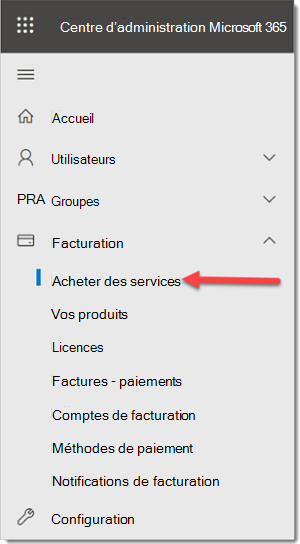 Centre d'administration Microsoft 365
Accueil
Utilisateurs
PRA Groupes
Facturation
Acheter des services
Vos produits
Licences
Factures - paiements
Comptes de facturation
Méthodes de paiement
Notifications de facturation
Configuration